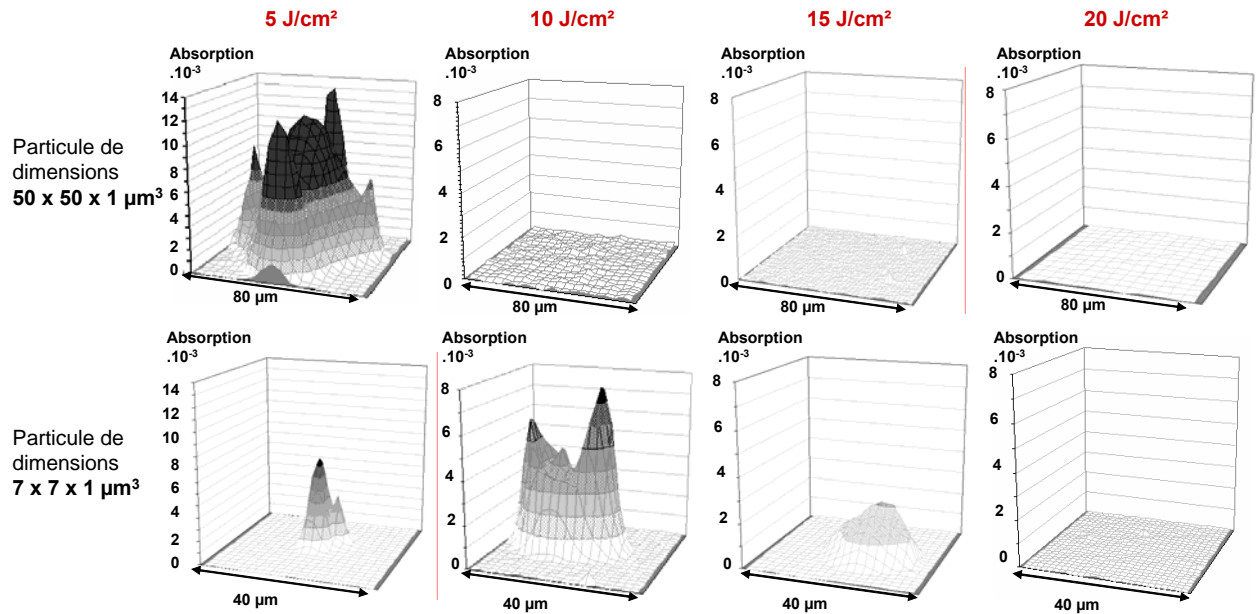 5 J/cm² 10 J/cm² 15 J/cm² 20 J/cm²
Absorption Absorption Absorption Absorption
.10-3 .10-3 .10-3 .10-3
14 8 8 8
12 6 6 6
10 4 4 4
8 2 2 2
6 0 0 0
4
2
0
Particule de
dimensions
50 x 50 x 1 µm3
80 µm 80 µm 80 µm 80 µm
Absorption Absorption Absorption Absorption
.10-3 .10-3 .10-3 .10-3
14 8 8 8
12 6 6 6
10 4 4 4
8 2 2 2
6 0 0 0
4
2
0
Particule de
dimensions
7 x 7 x 1 µm3
40 µm 40 µm 40 µm 40 µm